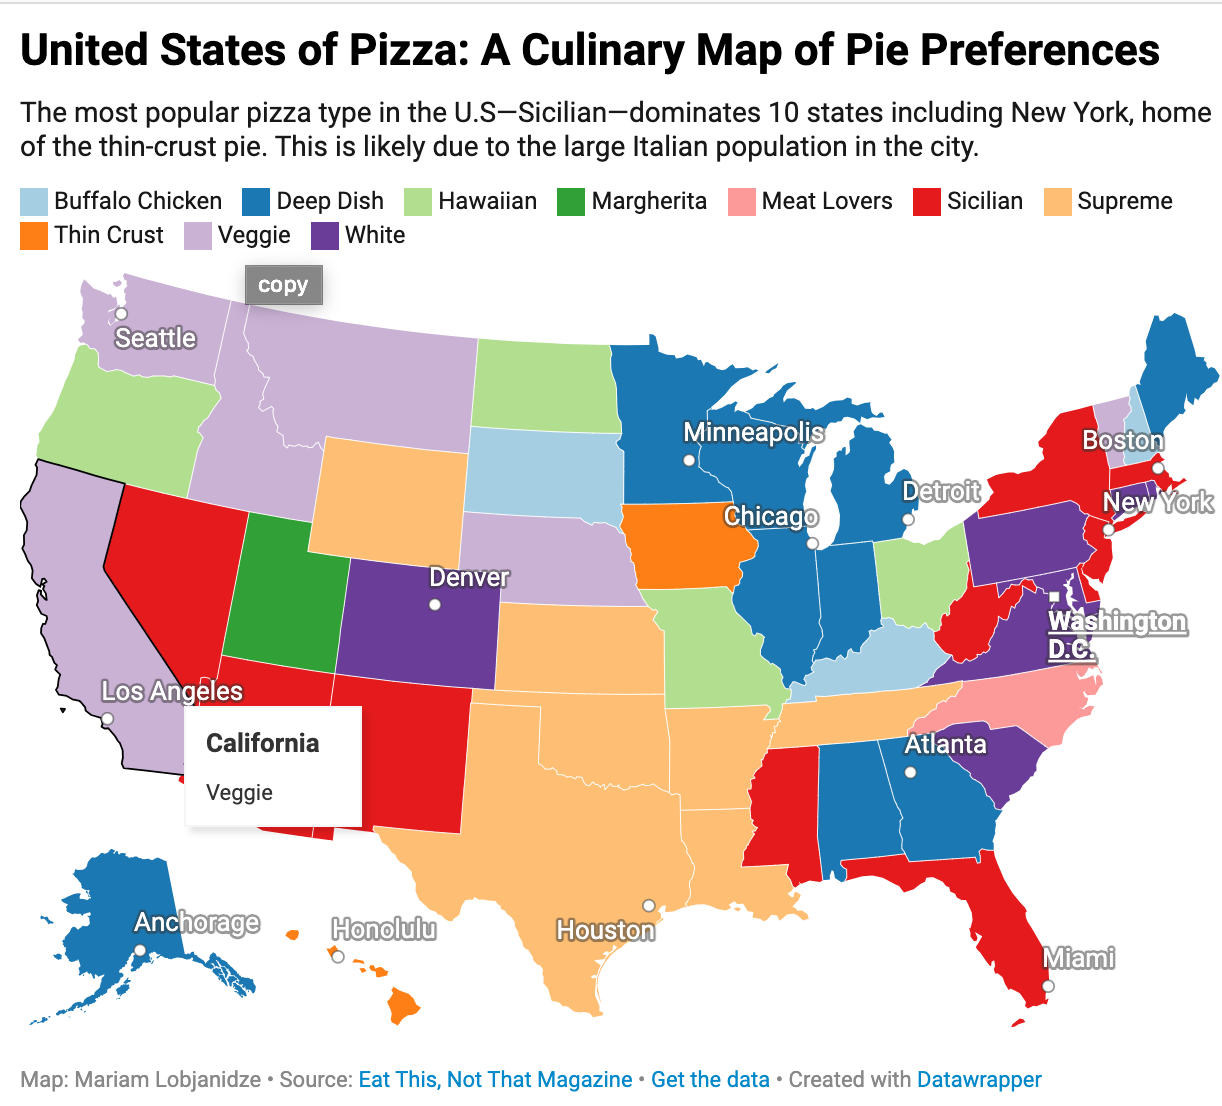 United States of Pizza: A Culinary Map of Pie Preferences
The most popular pizza type in the U.S—Sicilian—dominates 10 states including New York, home
of the thin-crust pie. This is likely due to the large Italian population in the city.
Buffalo Chicken Deep Dish Hawaiian Margherita Meat Lovers Sicilian Supreme
Thin Crust Veggie White
copy
Seattle
Minneapolis
Boston
Detroit
New York
Chicago
Denver
Washington
D.C.
Los Angeles
California
Atlanta
Veggie
Anchorage
Honolulu
Houston
Miami
Map: Mariam Lobjanidze • Source: Eat This, Not That Magazine • Get the data • Created with Datawrapper